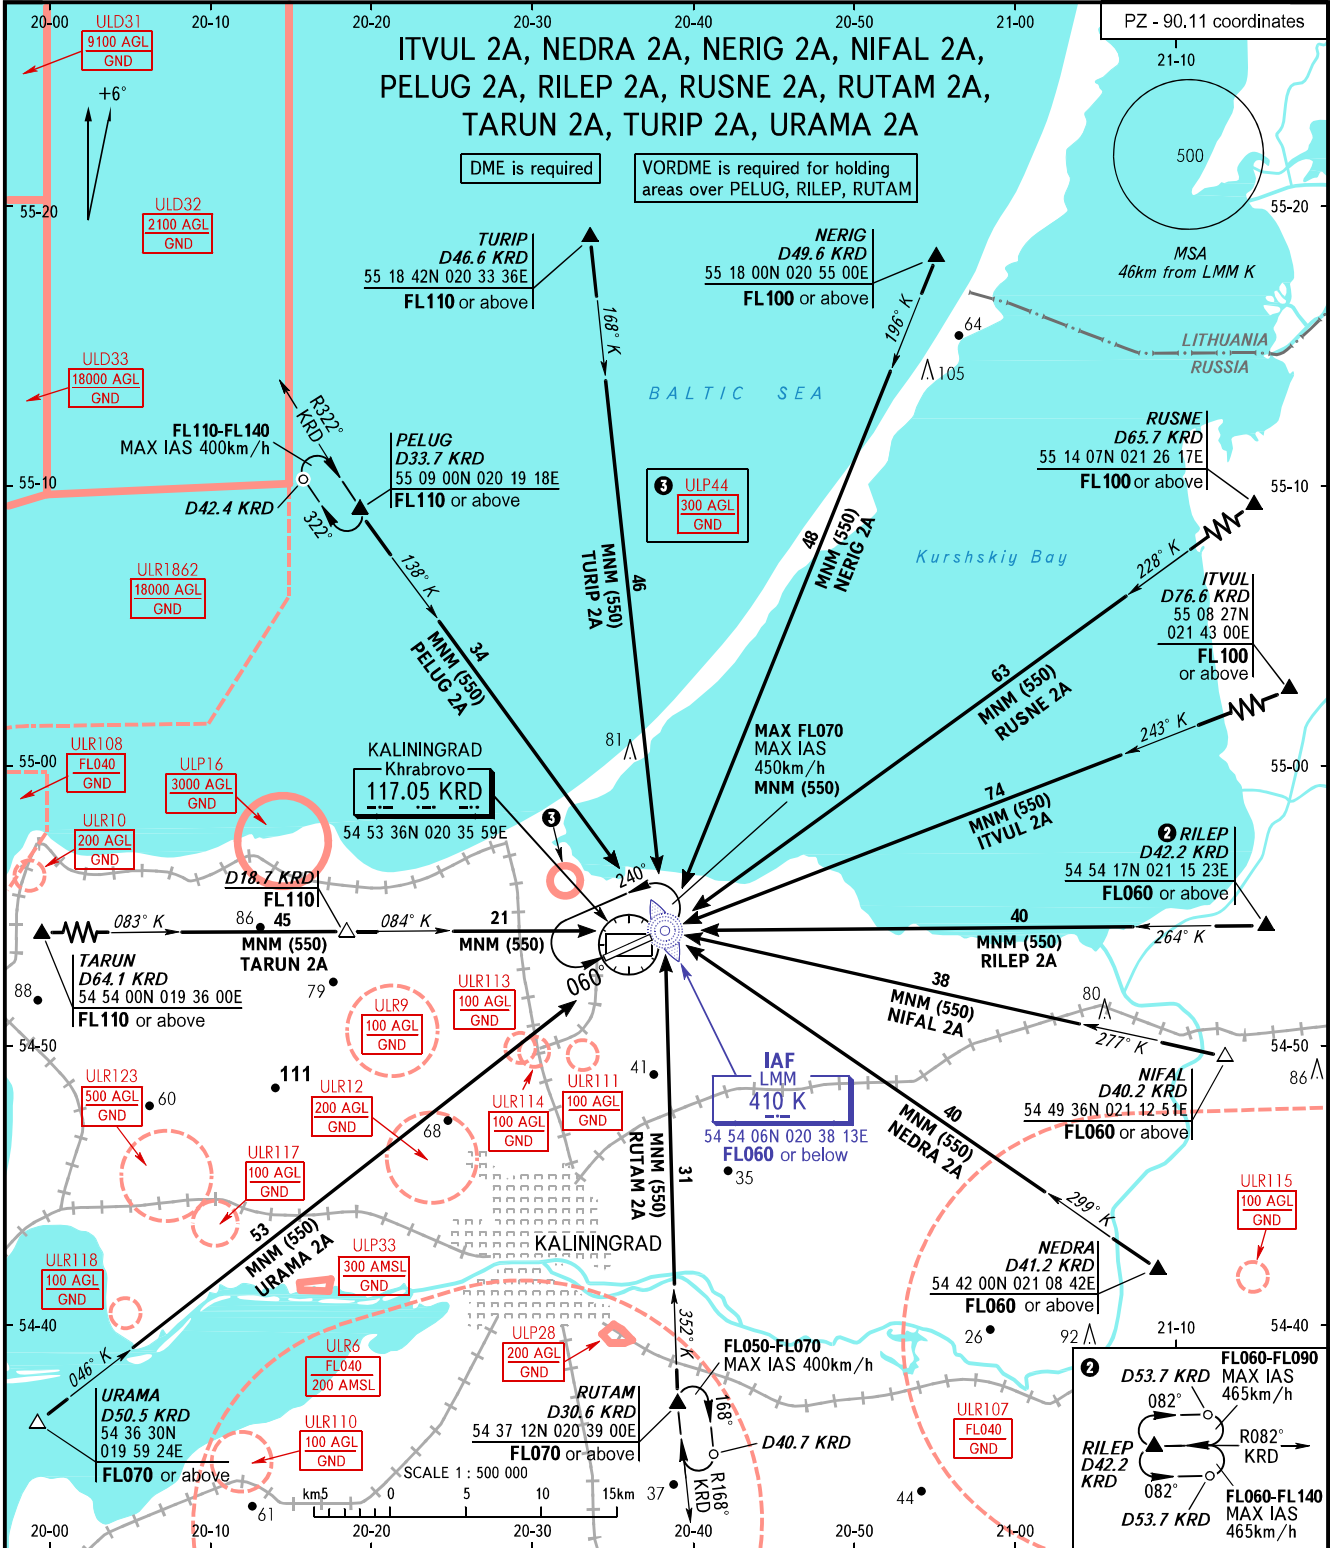 20-00
20-10
20-20
20-30
20-40
20-50
21-00
PZ - 90.11 coordinates
21-10
ITVUL 2A, NEDRA 2A, NERIG 2A, NIFAL 2A,
PELUG 2A, RILEP 2A, RUSNE 2A, RUTAM 2A,
TARUN 2A, TURIP 2A, URAMA 2A
DME is required
VORDME is required for holding
areas over PELUG, RILEP, RUTAM
ULD31
9100 AGL
GND
+6°
500
MSA
46km from LMM K
55-20
55-20
ULD32
2100 AGL
GND
TURIP
D46.6 KRD
55 18 42N 020 33 36E
FL110 or above
168° K
NERIG
D49.6 KRD
55 18 00N 020 55 00E
FL100 or above
196° K
64
105
LITHUANIA
RUSSIA
ULD33
18000 AGL
GND
BALTIC SEA
R322°
KRD
FL110-FL140
MAX IAS 400km/h
PELUG
D33.7 KRD
55 09 00N 020 19 18E
FL110 or above
D42.4 KRD
322°
138° K
RUSNE
D65.7 KRD
55 14 07N 021 26 17E
FL100 or above
228° K
55-10
55-10
3 ULP44
300 AGL
GND
Kurshskiy Bay
ITVUL
D76.6 KRD
55 08 27N
021 43 00E
FL100
or above
243° K
ULR1862
18000 AGL
GND
34
MNM (550)
PELUG 2A
46
MNM (550)
TURIP 2A
48
MNM (550)
NERIG 2A
63
MNM (550)
RUSNE 2A
74
MNM (550)
ITVUL 2A
55-00
55-00
ULR108
FL040
GND
ULP16
3000 AGL
GND
ULR10
200 AGL
GND
KALININGRAD
Khrabrovo
117.05 KRD
54 53 36N 020 35 59E
81
MAX FL070
MAX IAS
450km/h
MNM (550)
3
2 RILEP
D42.2 KRD
54 54 17N 021 15 23E
FL060 or above
D18.7 KRD
FL110
240°
060°
083° K
86
45
MNM (550)
TARUN 2A
084° K
21
MNM (550)
40
MNM (550)
RILEP 2A
264° K
TARUN
D64.1 KRD
54 54 00N 019 36 00E
FL110 or above
88
79
ULR9
100 AGL
GND
ULR113
100 AGL
GND
38
MNM (550)
NIFAL 2A
80
277° K
54-50
54-50
NIFAL
D40.2 KRD
54 49 36N 021 12 51E
FL060 or above
86
ULR123
500 AGL
GND
60
111
ULR12
200 AGL
GND
68
ULR114
100 AGL
GND
ULR111
100 AGL
GND
41
IAF
LMM
410 K
54 54 06N 020 38 13E
FL060 or below
35
40
MNM (550)
NEDRA 2A
299° K
31
MNM (550)
RUTAM 2A
ULR117
100 AGL
GND
ULR115
100 AGL
GND
53
MNM (550)
URAMA 2A
KALININGRAD
ULP33
300 AMSL
GND
ULR118
100 AGL
GND
NEDRA
D41.2 KRD
54 42 00N 021 08 42E
FL060 or above
54-40
54-40
26
92
21-10
046° K
ULR6
FL040
200 AMSL
ULP28
200 AGL
GND
352° K
FL050-FL070
MAX IAS 400km/h
168°
D40.7 KRD
R168°
KRD
RUTAM
D30.6 KRD
54 37 12N 020 39 00E
FL070 or above
URAMA
D50.5 KRD
54 36 30N
019 59 24E
FL070 or above
ULR110
100 AGL
GND
ULR107
FL040
GND
37
44
61
SCALE 1 : 500 000
km5 0 5 10 15km
2
D53.7 KRD
FL060-FL090
MAX IAS
465km/h
082°
RILEP
D42.2
KRD
R082°
KRD
082°
D53.7 KRD
FL060-FL140
MAX IAS
465km/h
20-00
20-10
20-20
20-30
20-40
20-50
21-00